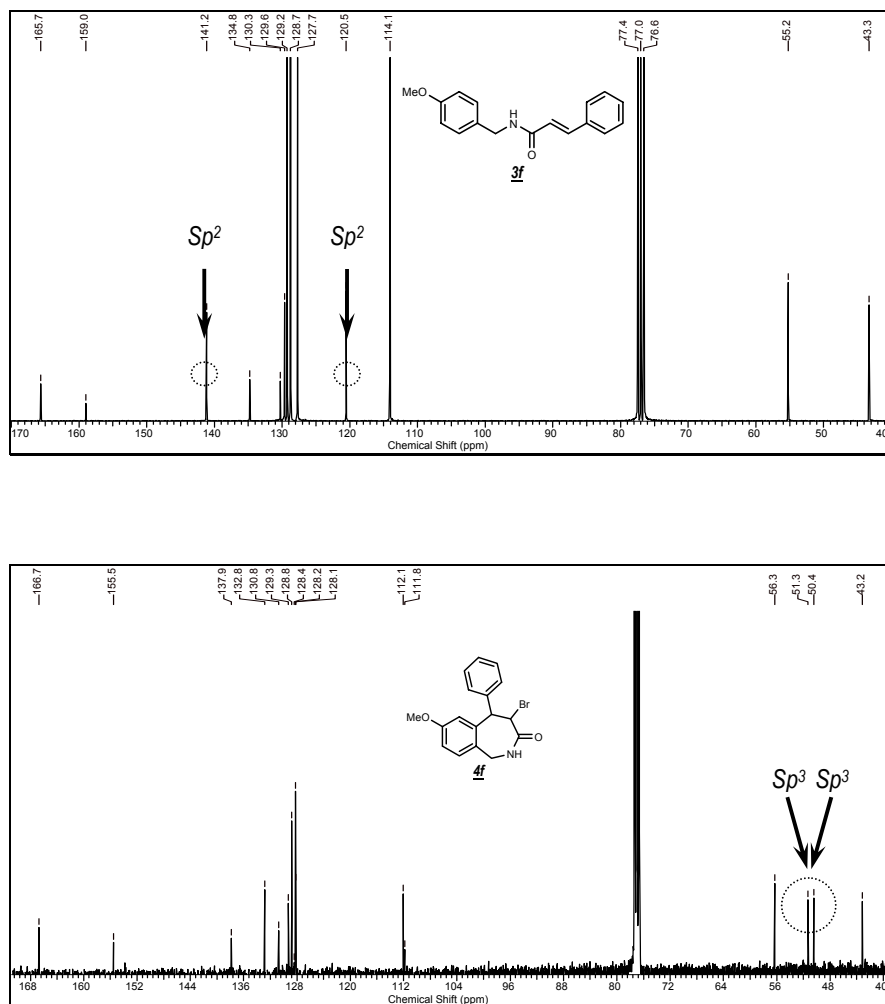 165.7 159.0 141.2 134.8 130.3 129.6 129.2 128.7 127.7 120.5 114.1 77.4 77.0 76.6 55.2 43.3
MeO
HN
O
3f
Sp² Sp²
170 160 150 140 130 120 110 100 90 80 70 60 50 40
Chemical Shift (ppm)
166.7 155.5 137.9 132.8 130.8 129.3 128.8 128.4 128.2 128.1 112.1 111.8 56.3 51.3 50.4 43.2
Br
MeO
O
NH
4f
Sp³ Sp³
168 160 152 144 136 128 120 112 104 96 88 80 72 64 56 48 40
Chemical Shift (ppm)